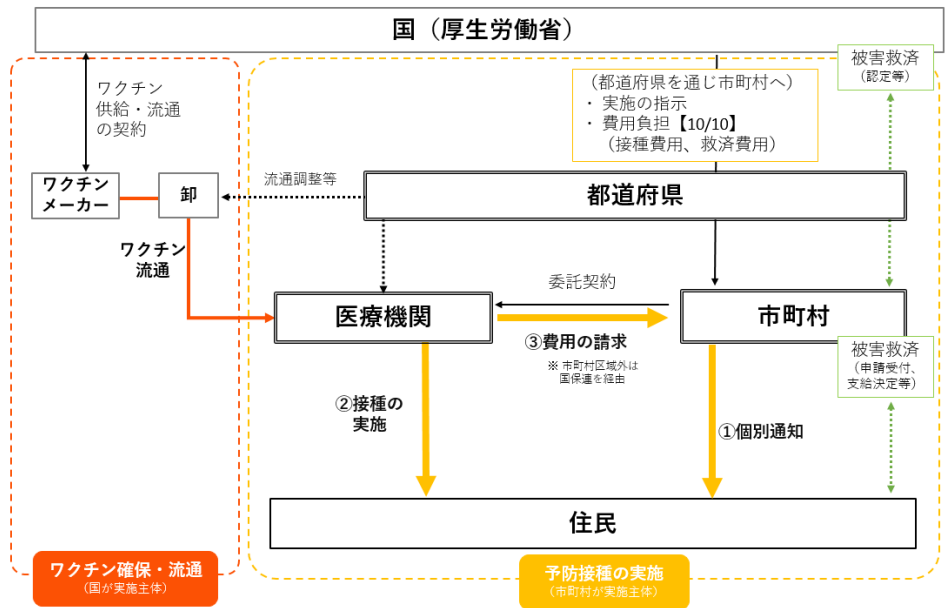 国（厚生労働省）
ワクチン
供給・流通
の契約
（都道府県を通じ市町村へ）
・ 実施の指示
・ 費用負担【10/10】
（接種費用、救済費用）
被害救済
（認定等）
ワクチン
メーカー
卸
流通調整等
都道府県
ワクチン
流通
医療機関
委託契約
市町村
③費用の請求
※ 市町村区域外は
国保連を経由
被害救済
（申請受付、
支給決定等）
②接種の
実施
①個別通知
住民
ワクチン確保・流通
（国が実施主体）
予防接種の実施
（市町村が実施主体）